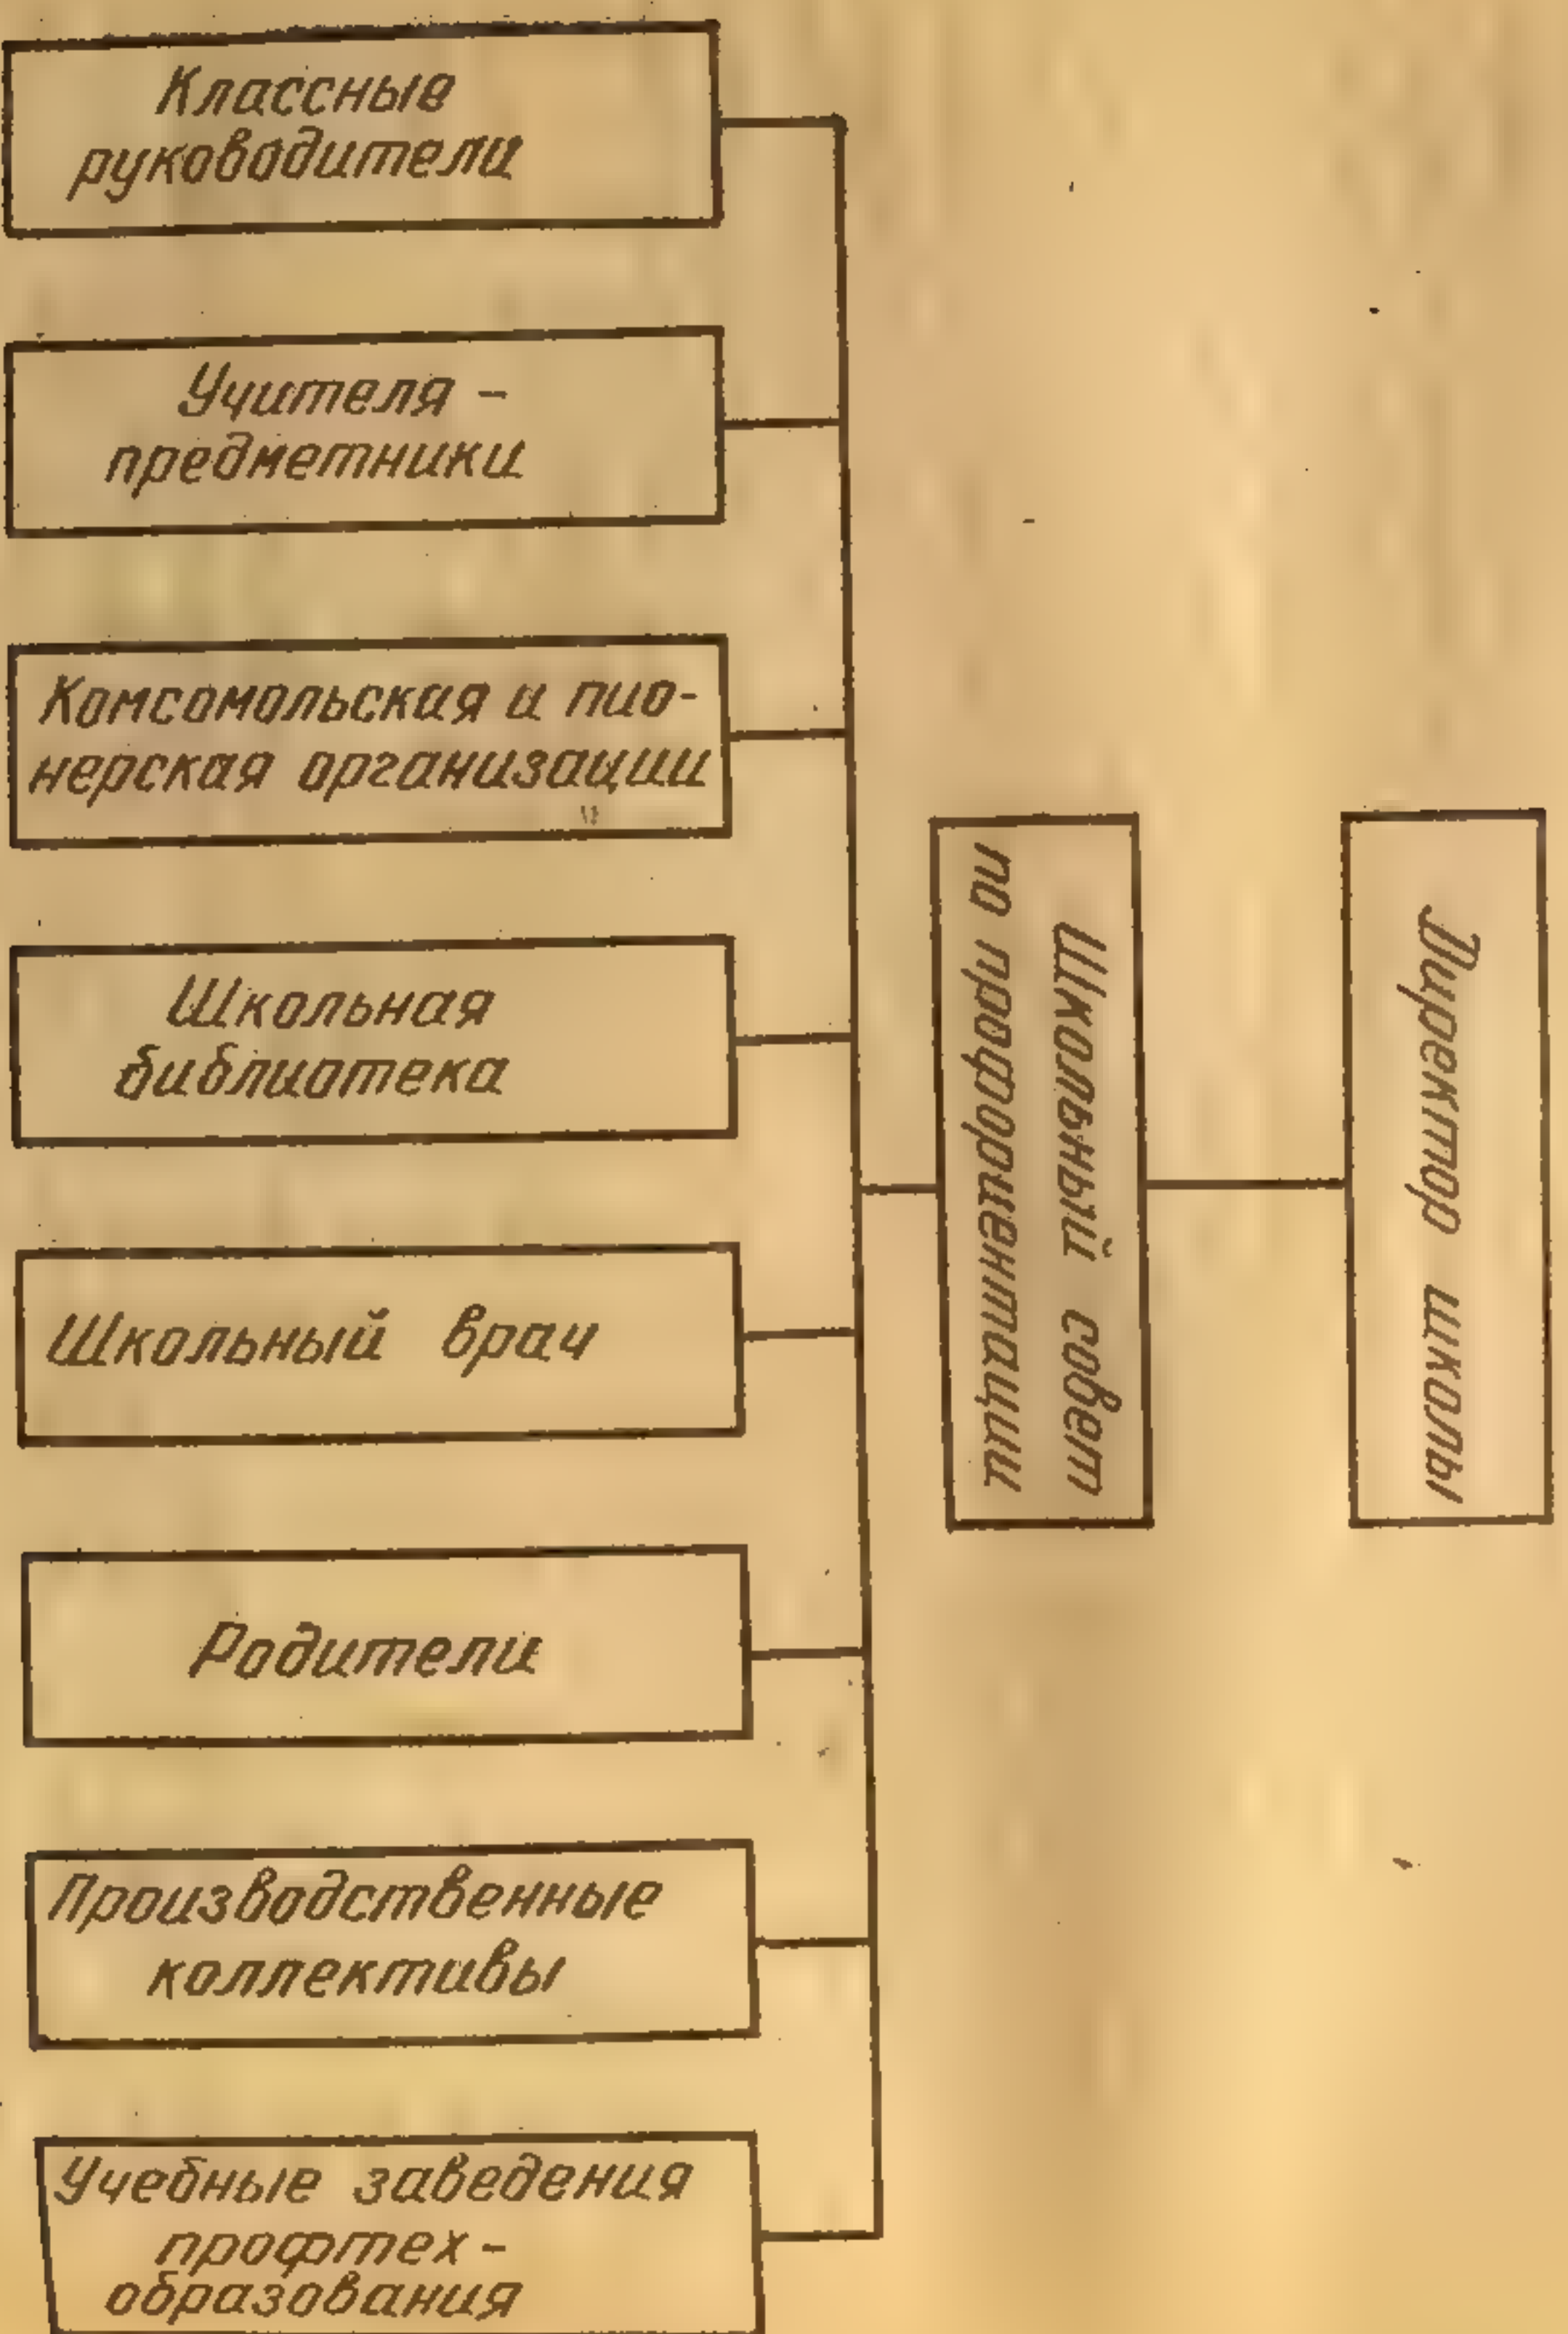 Классные
руководители
Учителя -
предметники
Комсомольская и пио-
нерская организации
Школьная
библиотека
Школьный врач
Родители
Производственные
коллективы
Учебные заведения
профтех-
образования
Школьный совет
по профориентации
Директор школы